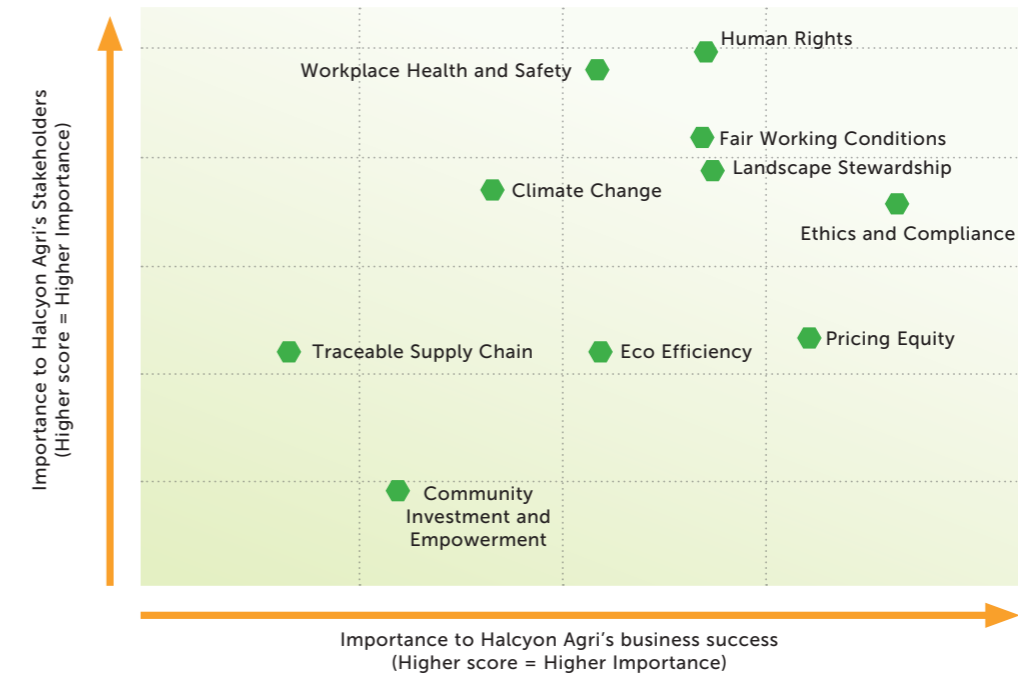 Importance to Halcyon Agri’s Stakeholders
(Higher score = Higher Importance)
Human Rights
Workplace Health and Safety
Fair Working Conditions
Landscape Stewardship
Climate Change
Ethics and Compliance
Pricing Equity
Traceable Supply Chain
Eco Efficiency
Community
Investment and
Empowerment
Importance to Halcyon Agri’s business success
(Higher score = Higher Importance)